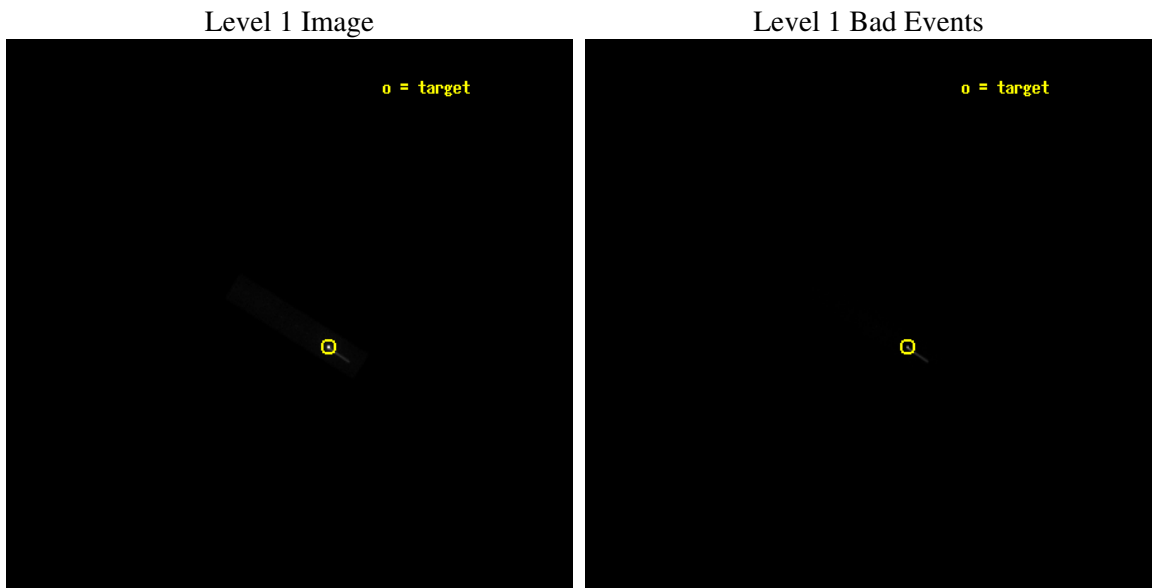 Level 1 Image
Level 1 Bad Events
o = target
o = target